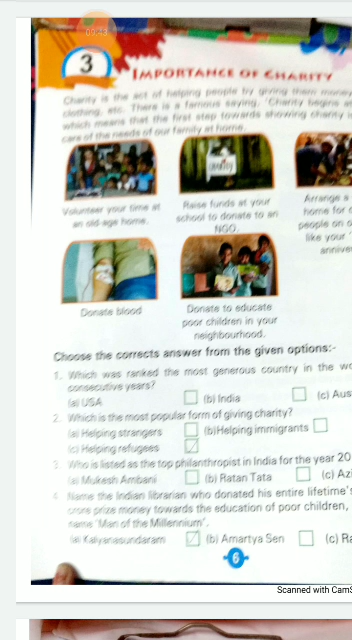 09:48
3
IMPORTANCE OF CHARITY
Charity is the act of helping people by giving them money
clothing, etc. There is a famous saying, 'Charity begins a
which means that the first step towards showing charity i
care of the needs of our family at home.
charity
Volunteer your time at
an old-age home.
Raise funds at your
school to donate to an
NGO.
Arrange a
home for
people on
like your
annive
Donate blood
Donate to educate
poor children in your
neighbourhood.
Choose the corrects answer from the given options:-
1. Which was ranked the most generous country in the wo
consecutive years?
(a) USA (b) India (c) Aus
2. Which is the most popular form of giving charity?
(a) Helping strangers (b)Helping immigrants
(c) Helping refugees
3. Who is listed as the top philanthropist in India for the year 20
(a) Mukesh Ambani (b) Ratan Tata (c) Azi
4. Name the Indian librarian who donated his entire lifetime's
crore prize money towards the education of poor children,
name 'Man of the Millennium'.
(a) Kalyanasundaram (b) Amartya Sen (c) Ra
6
Scanned with CamS